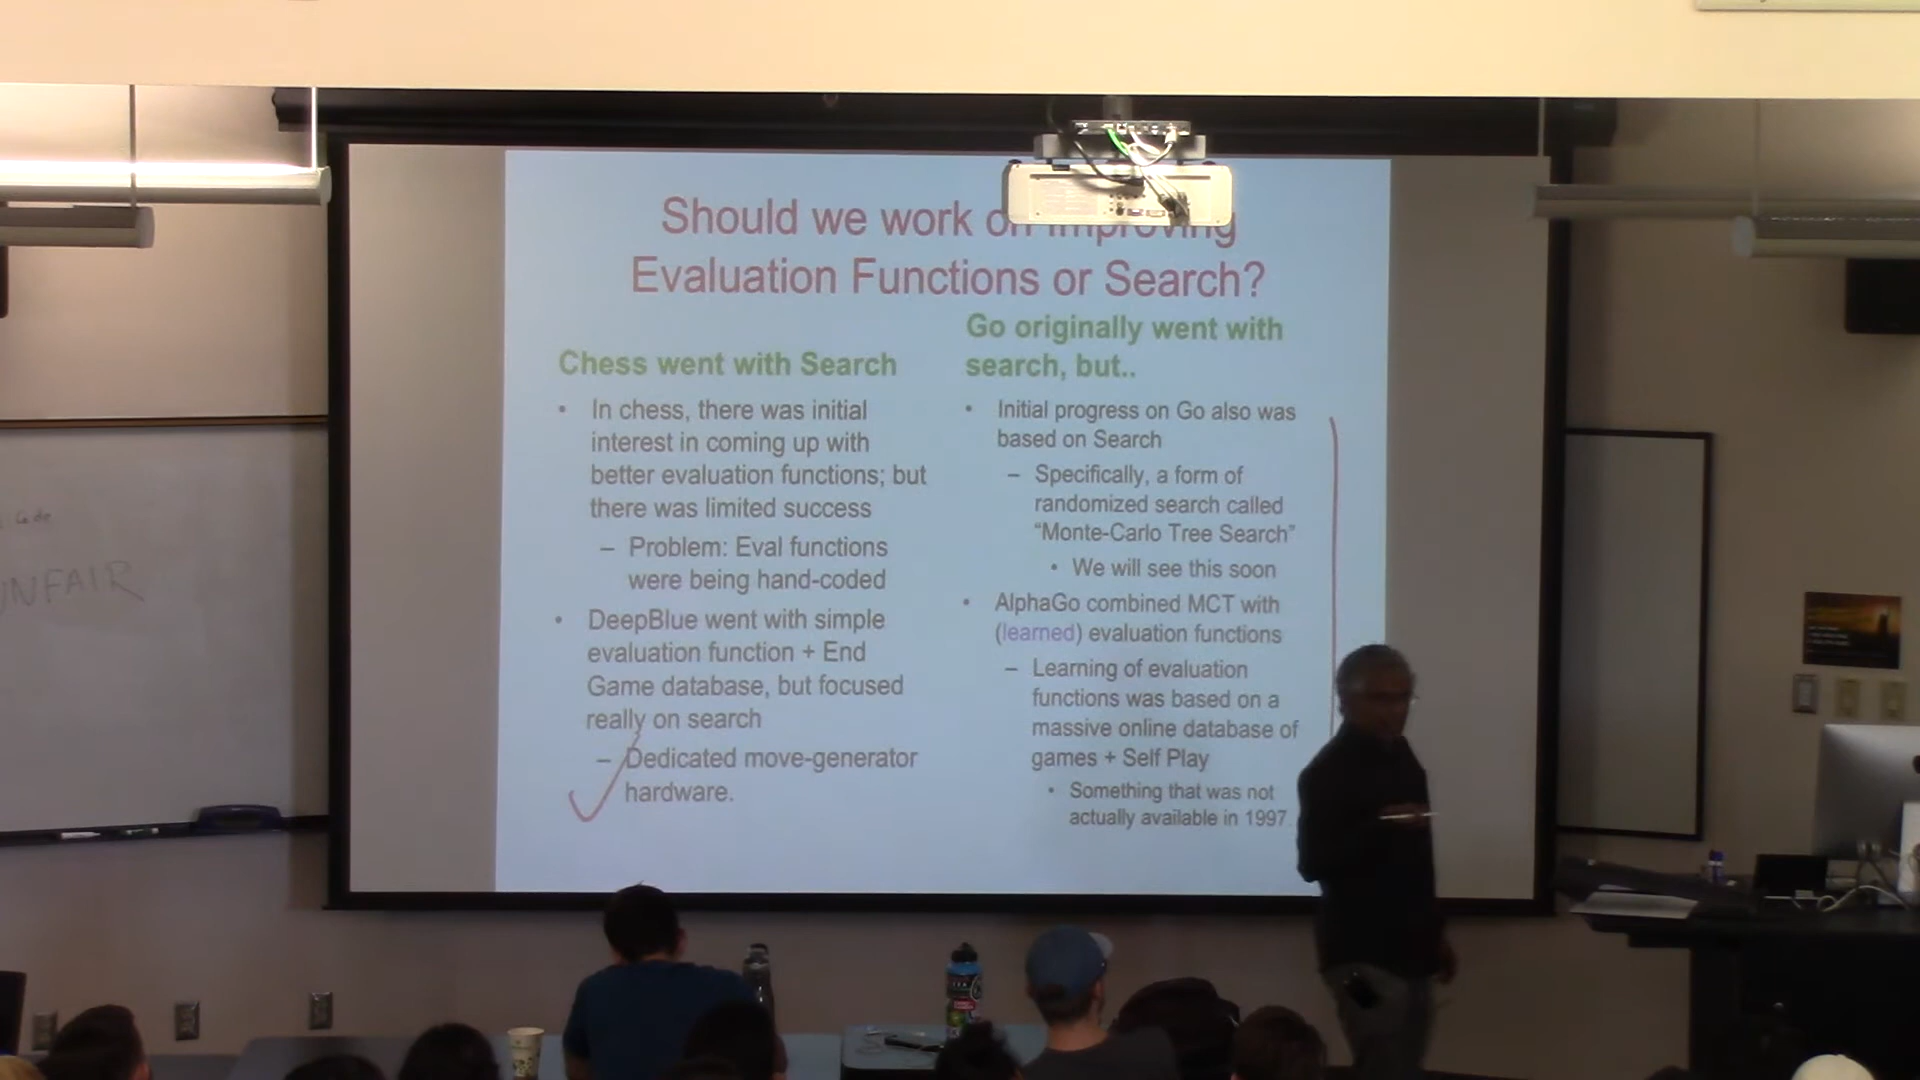 Should we work on improving
Evaluation Functions or Search?
Chess went with Search
• In chess, there was initial
interest in coming up with
better evaluation functions; but
there was limited success
– Problem: Eval functions
were being hand-coded
• DeepBlue went with simple
evaluation function + End
Game database, but focused
really on search
– Dedicated move-generator
hardware.
Go originally went with
search, but..
• Initial progress on Go also was
based on Search
– Specifically, a form of
randomized search called
“Monte-Carlo Tree Search”
• We will see this soon
• AlphaGo combined MCT with
(learned) evaluation functions
– Learning of evaluation
functions was based on a
massive online database of
games + Self Play
• Something that was not
actually available in 1997
UNFAIR